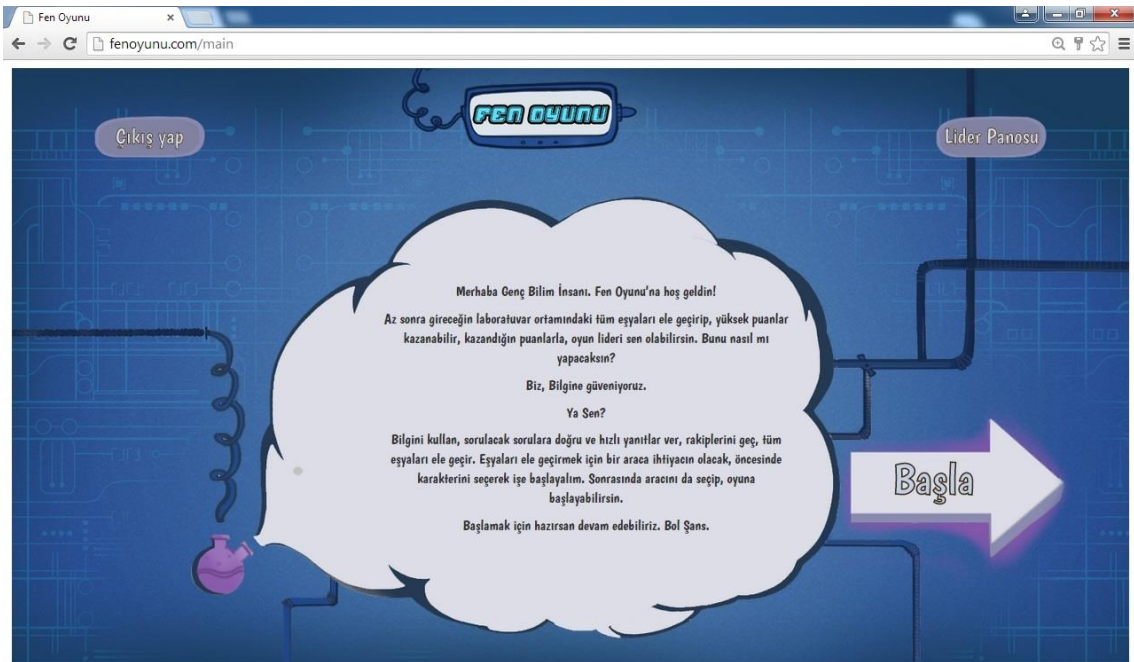 Fen Oyunu
fenoyunu.com/main
FEN OYUNU
Çıkış yap
Lider Panosu
Merhaba Genç Bilim İnsanı. Fen Oyunu'na hoş geldin!
Az sonra gireceğin laboratuvar ortamındaki tüm eşyaları ele geçirip, yüksek puanlar
kazanabilir, kazandığın puanlarla, oyun lideri sen olabilirsin. Bunu nasıl mı
yapacaksın?
Biz, Bilgine güveniyoruz.
Ya Sen?
Bilgini kullan, sorulacak sorulara doğru ve hızlı yanıtlar ver, rakiplerini geç, tüm
eşyaları ele geçir. Eşyaları ele geçirmek için bir araca ihtiyacın olacak, öncesinde
karakterini seçerek işe başlayalım. Sonrasında aracını da seçip, oyuna
başlayabilirsin.
Başlamak için hazırsan devam edebiliriz. Bol Şans.
Başla